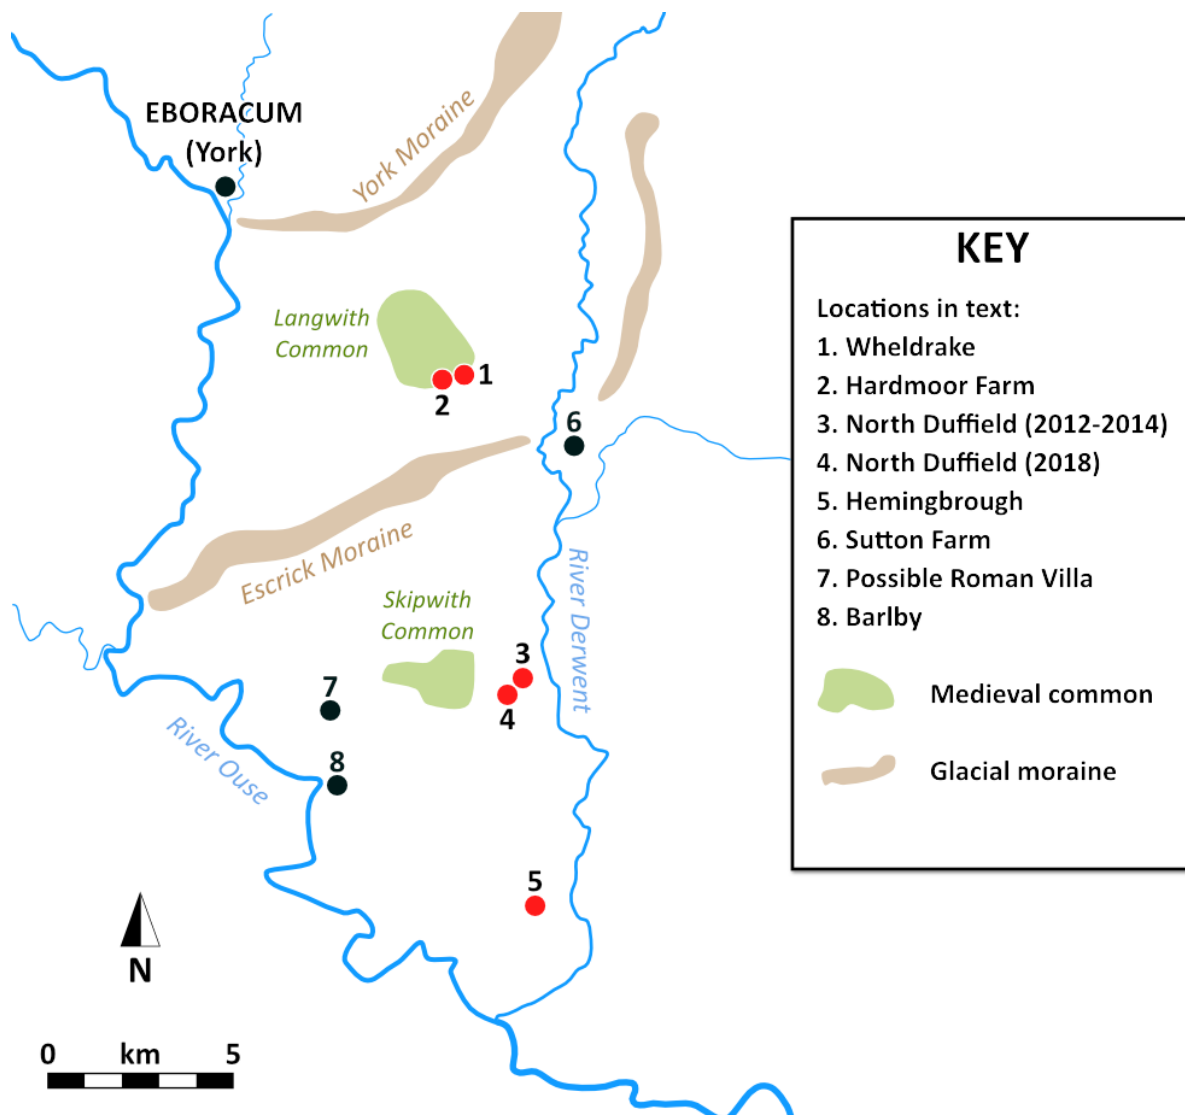 EBORACUM
(York)
York Moraine
Langwith
Common
1
2
6
Escrick Moraine
River Derwent
Skipwith
Common
3
4
7
8
River Ouse
5
N
0 km 5
KEY
Locations in text:
1. Wheldrake
2. Hardmoor Farm
3. North Duffield (2012-2014)
4. North Duffield (2018)
5. Hemingbrough
6. Sutton Farm
7. Possible Roman Villa
8. Barlby
Medieval common
Glacial moraine